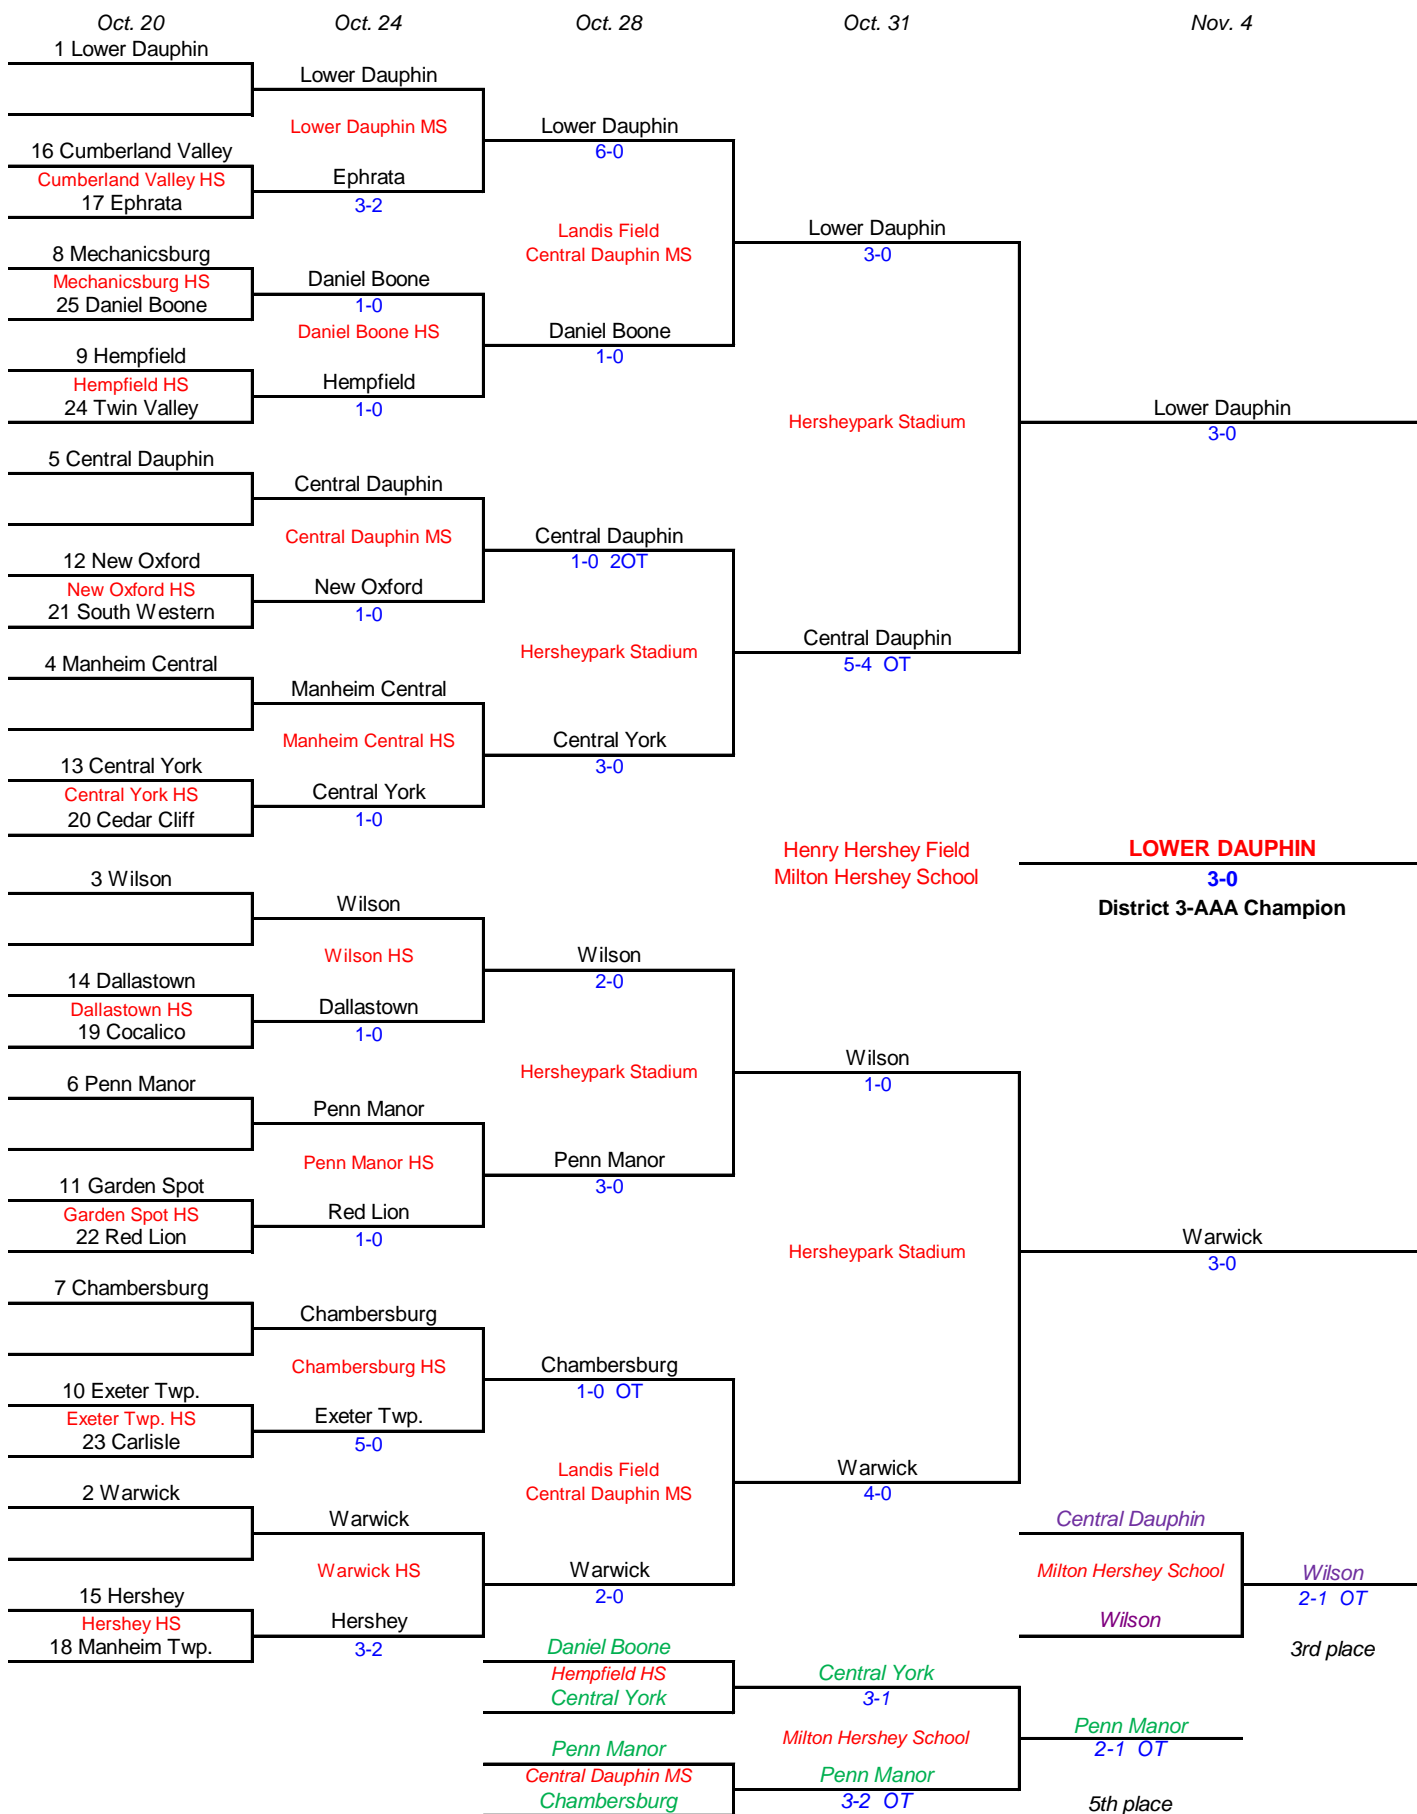 Oct. 20
1 Lower Dauphin
16 Cumberland Valley
Cumberland Valley HS
17 Ephrata
8 Mechanicsburg
Mechanicsburg HS
25 Daniel Boone
9 Hempfield
Hempfield HS
24 Twin Valley
5 Central Dauphin
12 New Oxford
New Oxford HS
21 South Western
4 Manheim Central
13 Central York
Central York HS
20 Cedar Cliff
3 Wilson
14 Dallastown
Dallastown HS
19 Cocalico
6 Penn Manor
11 Garden Spot
Garden Spot HS
22 Red Lion
7 Chambersburg
10 Exeter Twp.
Exeter Twp. HS
23 Carlisle
2 Warwick
15 Hershey
Hershey HS
18 Manheim Twp.
Oct. 24
Lower Dauphin
Lower Dauphin MS
Ephrata
3-2
Daniel Boone
1-0
Daniel Boone HS
Hempfield
1-0
Central Dauphin
Central Dauphin MS
New Oxford
1-0
Manheim Central
Manheim Central HS
Central York
1-0
Wilson
Wilson HS
Dallastown
1-0
Penn Manor
Penn Manor HS
Red Lion
1-0
Chambersburg
Chambersburg HS
Exeter Twp.
5-0
Warwick
Warwick HS
Hershey
3-2
Oct. 28
Lower Dauphin
6-0
Landis Field
Central Dauphin MS
Daniel Boone
1-0
Central Dauphin
1-0 2OT
Hersheypark Stadium
Central York
3-0
Wilson
2-0
Hersheypark Stadium
Penn Manor
3-0
Chambersburg
1-0 OT
Landis Field
Central Dauphin MS
Warwick
2-0
Daniel Boone
Hempfield HS
Central York
Penn Manor
Central Dauphin MS
Chambersburg
Oct. 31
Lower Dauphin
3-0
Hersheypark Stadium
Central Dauphin
5-4 OT
Henry Hershey Field
Milton Hershey School
Wilson
1-0
Hersheypark Stadium
Warwick
4-0
Central York
3-1
Milton Hershey School
Penn Manor
3-2 OT
Nov. 4
Lower Dauphin
3-0
LOWER DAUPHIN
3-0
District 3-AAA Champion
Warwick
3-0
Central Dauphin
Milton Hershey School
Wilson
Wilson
2-1 OT
3rd place
Penn Manor
2-1 OT
5th place